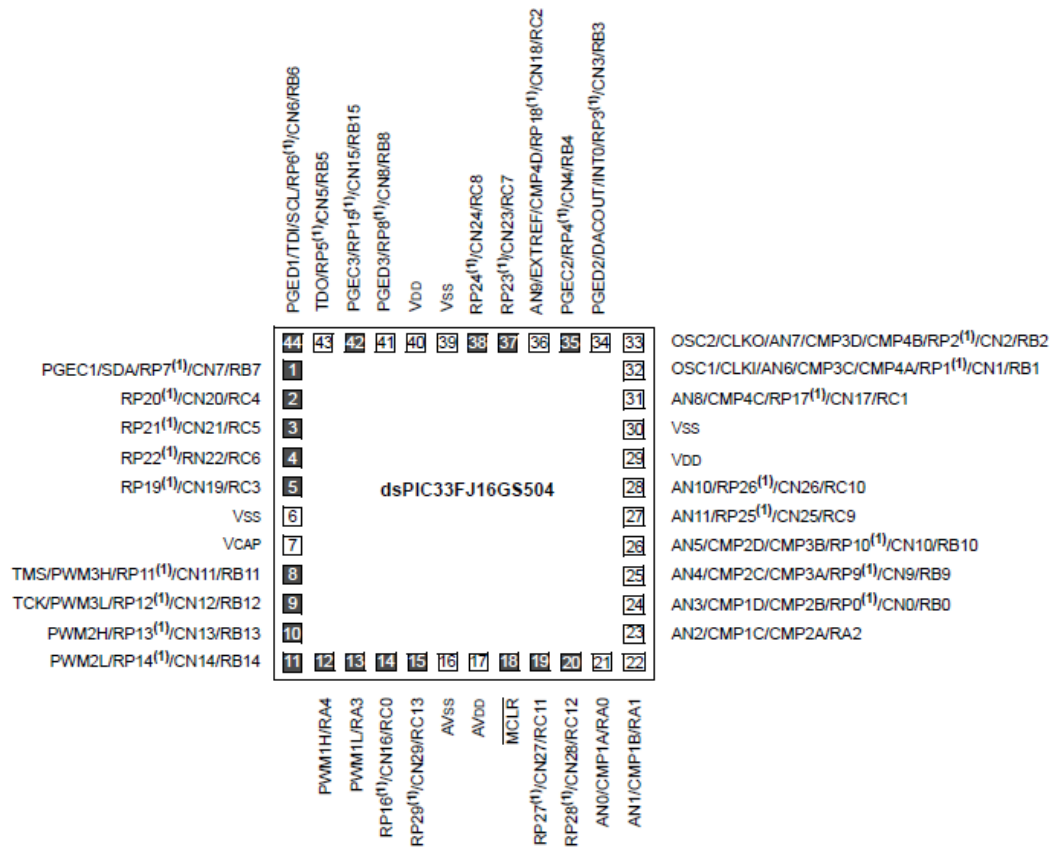 PGED1/TDI/SCL/RP6(1)/CN6/RB6
TDO/RP5(1)/CN5/RB5
PGEC3/RP15(1)/CN15/RB15
PGED3/RP8(1)/CN8/RB8
VDD
VSS
RP24(1)/CN24/RC8
RP23(1)/CN23/RC7
AN9/EXTREF/CMP4D/RP18(1)/CN18/RC2
PGEC2/RP4(1)/CN4/RB4
PGED2/DACOUT/INT0/RP3(1)/CN3/RB3
44 43 42 41 40 39 38 37 36 35 34 33 OSC2/CLKO/AN7/CMP3D/CMP4B/RP2(1)/CN2/RB2
PGEC1/SDA/RP7(1)/CN7/RB7 1 32 OSC1/CLKI/AN6/CMP3C/CMP4A/RP1(1)/CN1/RB1
RP20(1)/CN20/RC4 2 31 AN8/CMP4C/RP17(1)/CN17/RC1
RP21(1)/CN21/RC5 3 30 VSS
RP22(1)/RN22/RC6 4 29 VDD
RP19(1)/CN19/RC3 5 dsPIC33FJ16GS504 28 AN10/RP26(1)/CN26/RC10
VSS 6 27 AN11/RP25(1)/CN25/RC9
VCAP 7 26 AN5/CMP2D/CMP3B/RP10(1)/CN10/RB10
TMS/PWM3H/RP11(1)/CN11/RB11 8 25 AN4/CMP2C/CMP3A/RP9(1)/CN9/RB9
TCK/PWM3L/RP12(1)/CN12/RB12 9 24 AN3/CMP1D/CMP2B/RP0(1)/CN0/RB0
PWM2H/RP13(1)/CN13/RB13 10 23 AN2/CMP1C/CMP2A/RA2
PWM2L/RP14(1)/CN14/RB14 11 12 13 14 15 16 17 18 19 20 21 22
PWM1H/RA4
PWM1L/RA3
RP16(1)/CN16/RC0
RP29(1)/CN29/RC13
AVSS
AVDD
MCLR
RP27(1)/CN27/RC11
RP28(1)/CN28/RC12
AN0/CMP1A/RA0
AN1/CMP1B/RA1